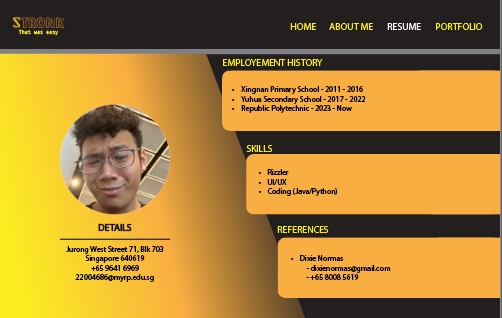 STRONK
That was easy
HOME ABOUT ME RESUME PORTFOLIO
EMPLOYEMENT HISTORY
• Xingnan Primary School - 2011 - 2016
• Yuhua Secondary School - 2017 - 2022
• Republic Polytechnic - 2023 - Now
SKILLS
• Rizzler
• UI/UX
• Coding (Java/Python)
DETAILS
Jurong West Street 71, Blk 703
Singapore 640619
+65 9641 6969
22004686@myrp.edu.sg
REFERENCES
• Dixie Normas
- dixienormas@gmail.com
- +65 8008 5619